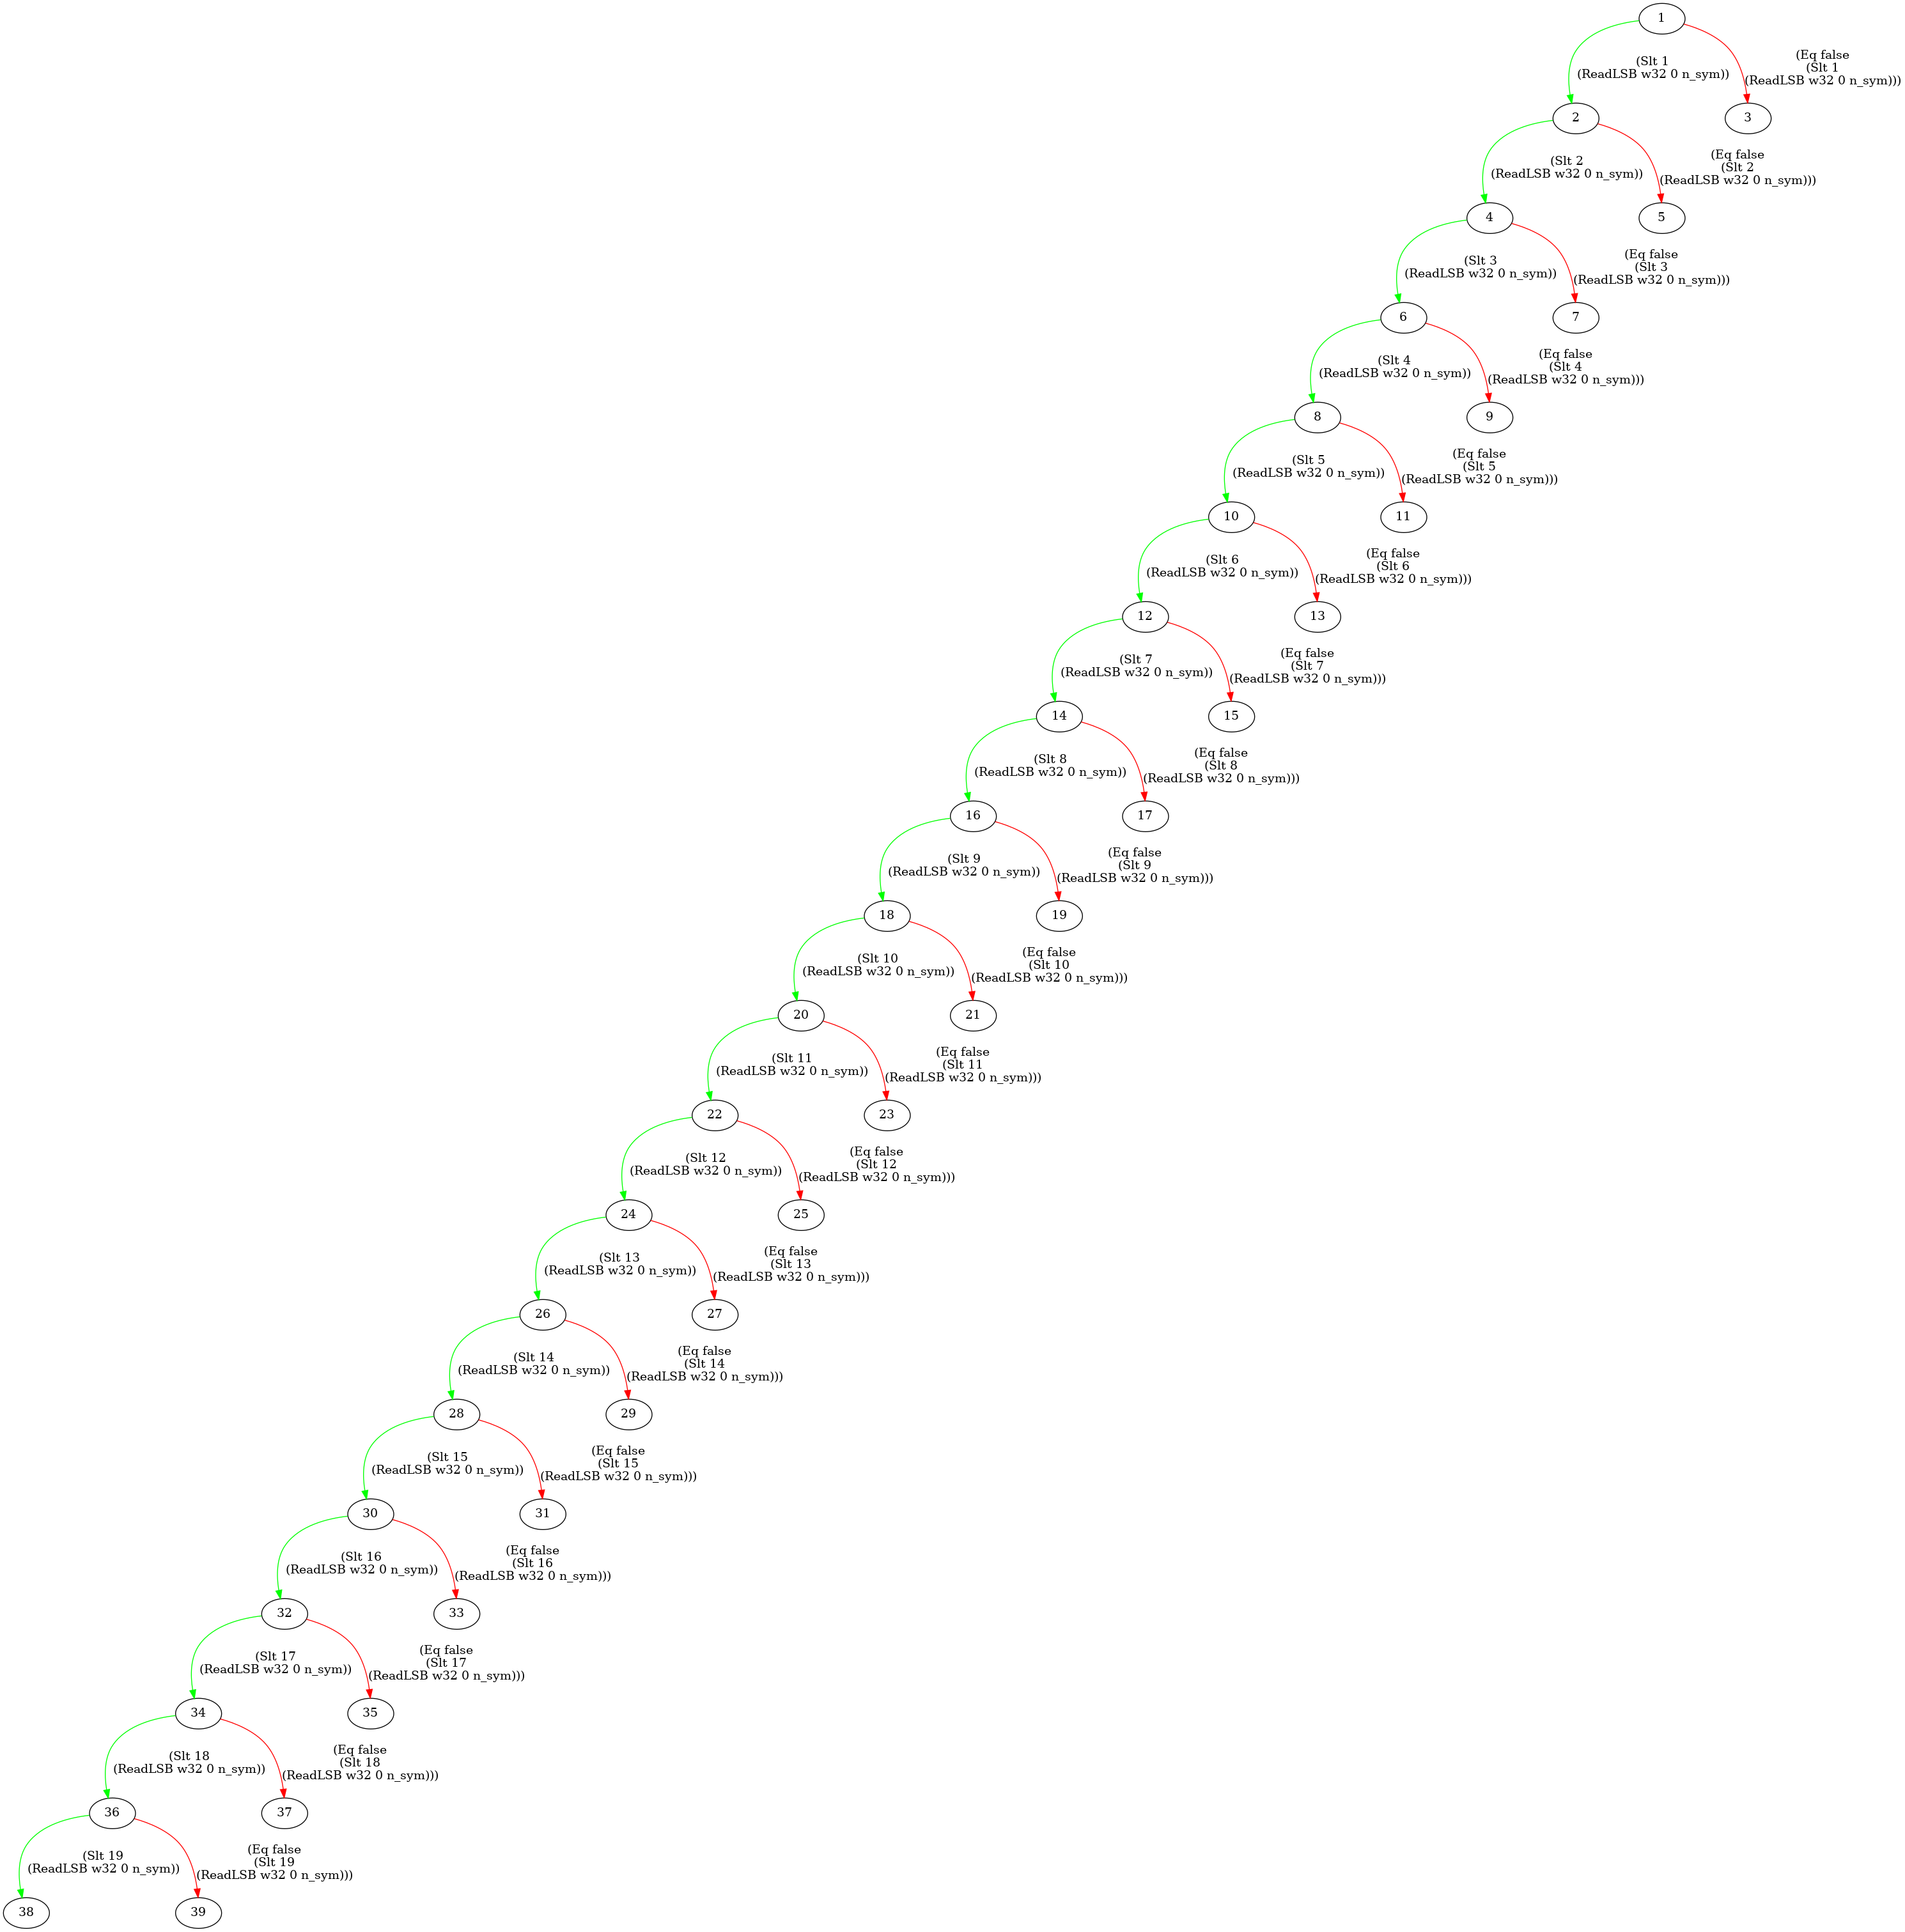 1
(Slt 1
(ReadLSB w32 0 n_sym))
(Eq false
(Slt 1
(ReadLSB w32 0 n_sym)))
2
3
(Slt 2
(ReadLSB w32 0 n_sym))
(Eq false
(Slt 2
(ReadLSB w32 0 n_sym)))
4
5
(Slt 3
(ReadLSB w32 0 n_sym))
(Eq false
(Slt 3
(ReadLSB w32 0 n_sym)))
6
7
(Slt 4
(ReadLSB w32 0 n_sym))
(Eq false
(Slt 4
(ReadLSB w32 0 n_sym)))
8
9
(Slt 5
(ReadLSB w32 0 n_sym))
(Eq false
(Slt 5
(ReadLSB w32 0 n_sym)))
10
11
(Slt 6
(ReadLSB w32 0 n_sym))
(Eq false
(Slt 6
(ReadLSB w32 0 n_sym)))
12
13
(Slt 7
(ReadLSB w32 0 n_sym))
(Eq false
(Slt 7
(ReadLSB w32 0 n_sym)))
14
15
(Slt 8
(ReadLSB w32 0 n_sym))
(Eq false
(Slt 8
(ReadLSB w32 0 n_sym)))
16
17
(Slt 9
(ReadLSB w32 0 n_sym))
(Eq false
(Slt 9
(ReadLSB w32 0 n_sym)))
18
19
(Slt 10
(ReadLSB w32 0 n_sym))
(Eq false
(Slt 10
(ReadLSB w32 0 n_sym)))
20
21
(Slt 11
(ReadLSB w32 0 n_sym))
(Eq false
(Slt 11
(ReadLSB w32 0 n_sym)))
22
23
(Slt 12
(ReadLSB w32 0 n_sym))
(Eq false
(Slt 12
(ReadLSB w32 0 n_sym)))
24
25
(Slt 13
(ReadLSB w32 0 n_sym))
(Eq false
(Slt 13
(ReadLSB w32 0 n_sym)))
26
27
(Slt 14
(ReadLSB w32 0 n_sym))
(Eq false
(Slt 14
(ReadLSB w32 0 n_sym)))
28
29
(Slt 15
(ReadLSB w32 0 n_sym))
(Eq false
(Slt 15
(ReadLSB w32 0 n_sym)))
30
31
(Slt 16
(ReadLSB w32 0 n_sym))
(Eq false
(Slt 16
(ReadLSB w32 0 n_sym)))
32
33
(Slt 17
(ReadLSB w32 0 n_sym))
(Eq false
(Slt 17
(ReadLSB w32 0 n_sym)))
34
35
(Slt 18
(ReadLSB w32 0 n_sym))
(Eq false
(Slt 18
(ReadLSB w32 0 n_sym)))
36
37
(Slt 19
(ReadLSB w32 0 n_sym))
(Eq false
(Slt 19
(ReadLSB w32 0 n_sym)))
38
39